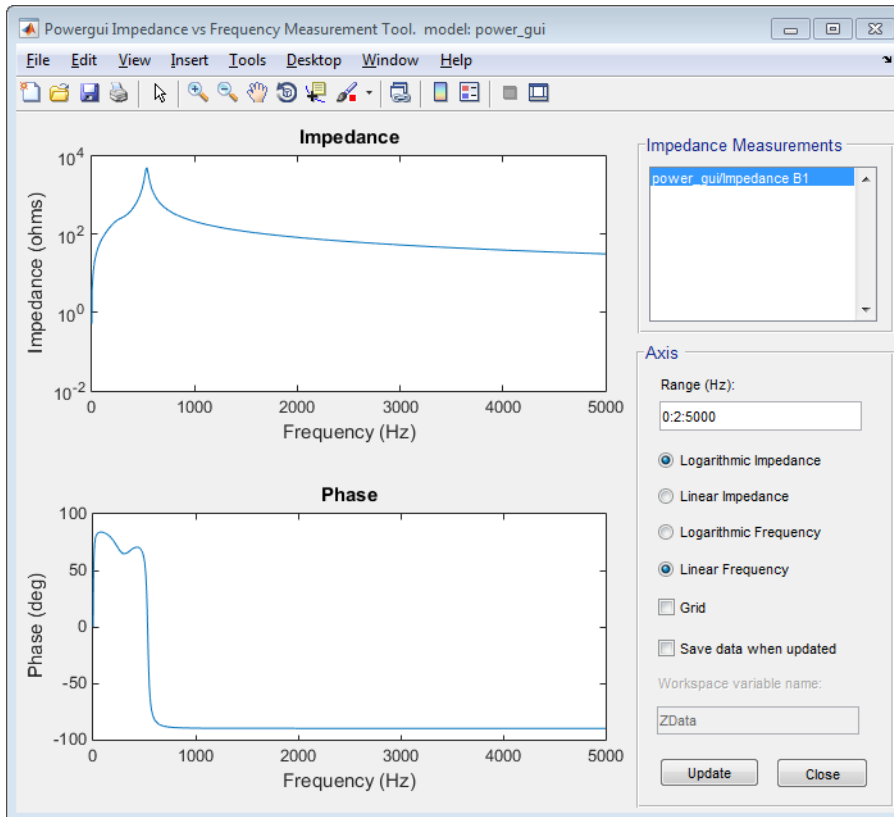 Powergui Impedance vs Frequency Measurement Tool.  model: power_gui
File Edit View Insert Tools Desktop Window Help
Impedance
Impedance (ohms)
10^4
10^2
10^0
10^-2
0 1000 2000 3000 4000 5000
Frequency (Hz)
Phase
Phase (deg)
100
50
0
-50
-100
0 1000 2000 3000 4000 5000
Frequency (Hz)
Impedance Measurements
power_gui/Impedance B1
Axis
Range (Hz):
0:2:5000
Logarithmic Impedance
Linear Impedance
Logarithmic Frequency
Linear Frequency
Grid
Save data when updated
Workspace variable name:
ZData
Update Close